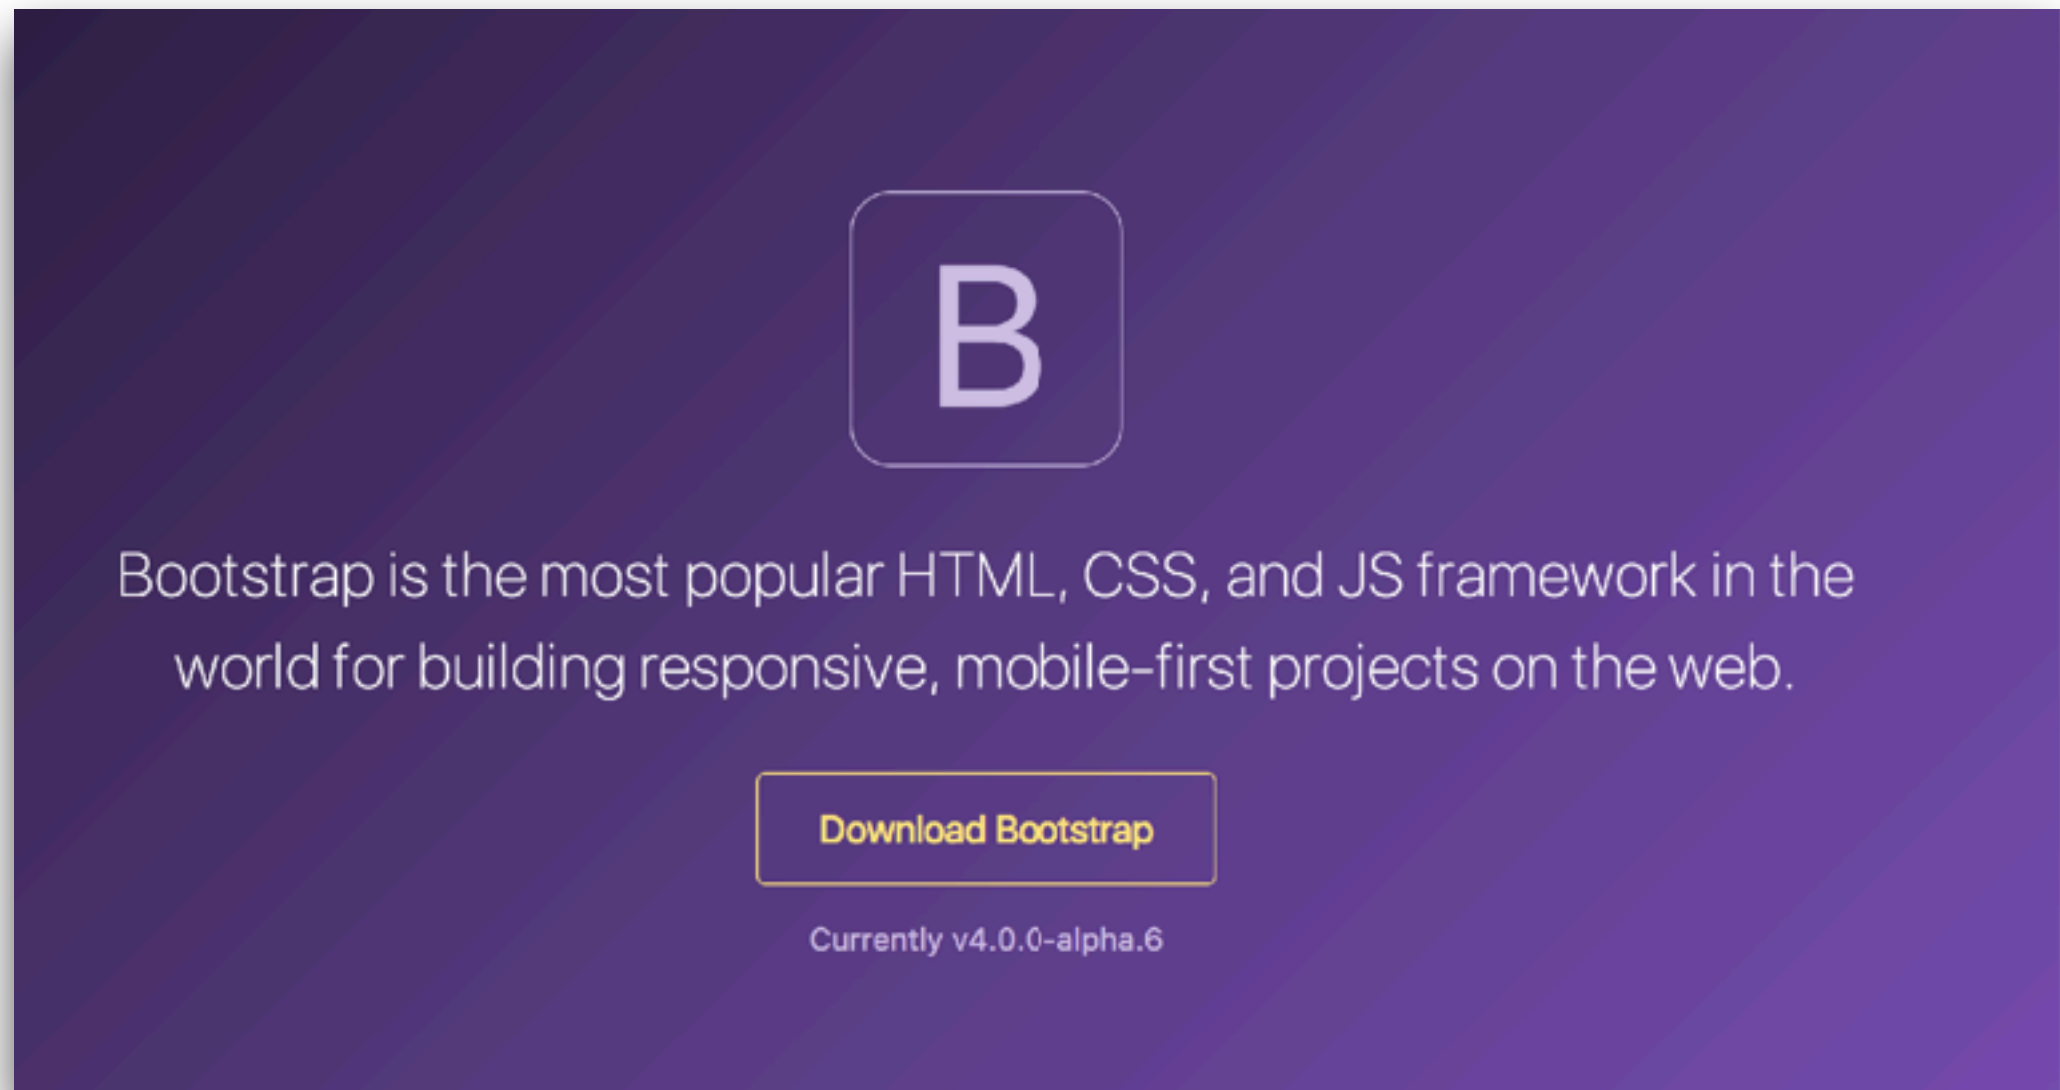 B
Bootstrap is the most popular HTML, CSS, and JS framework in the
world for building responsive, mobile-first projects on the web.
Download Bootstrap
Currently v4.0.0-alpha.6